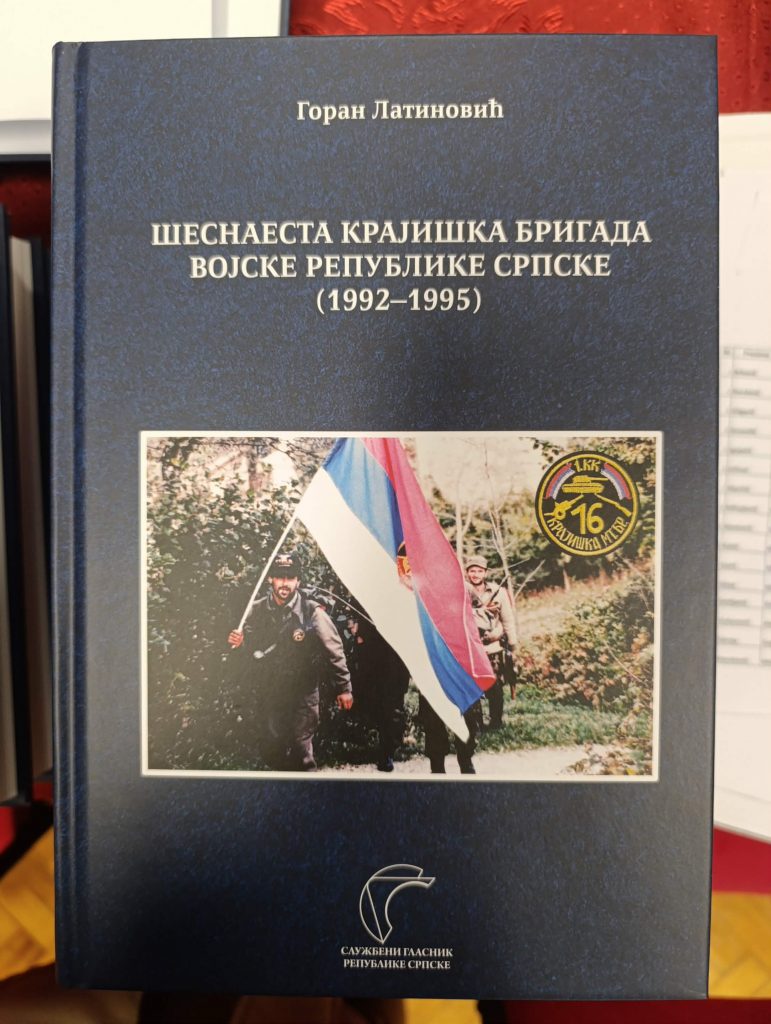 Горан Латиновић
ШЕСНАЕСТА КРАЈИШКА БРИГАДА
ВОЈСКЕ РЕПУБЛИКЕ СРПСКЕ
(1992–1995)
1.КК
16
КРАЈИШКА МТБР
СЛУЖБЕНИ ГЛАСНИК
РЕПУБЛИКЕ СРПСКЕ